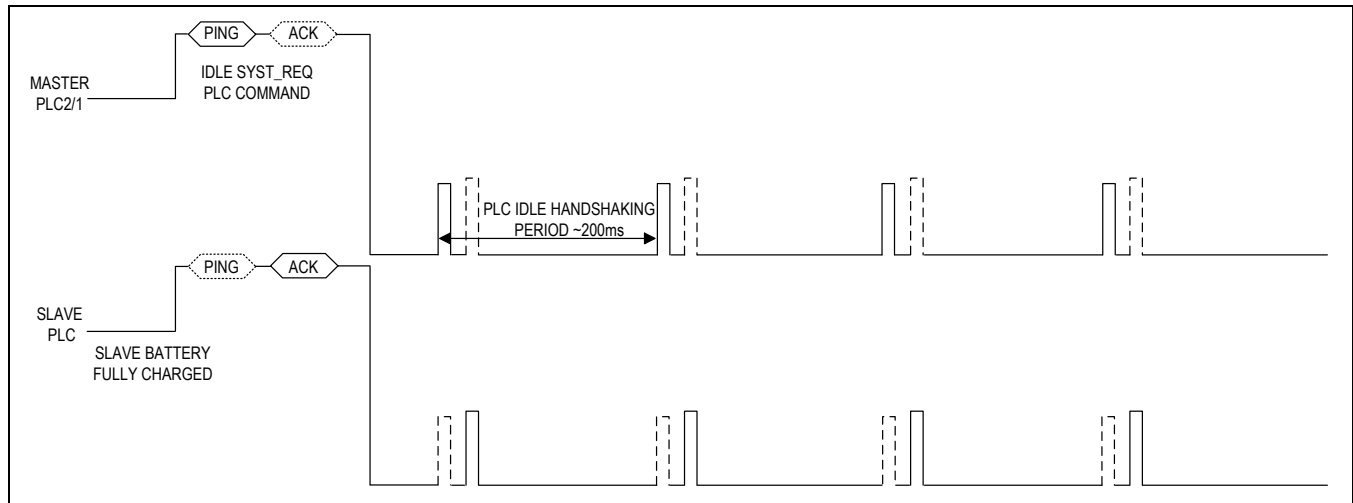 PING ACK
IDLE SYST_REQ
PLC COMMAND
MASTER
PLC2/1
PLC IDLE HANDSHAKING
PERIOD ~200ms
PING ACK
SLAVE
PLC
SLAVE BATTERY
FULLY CHARGED